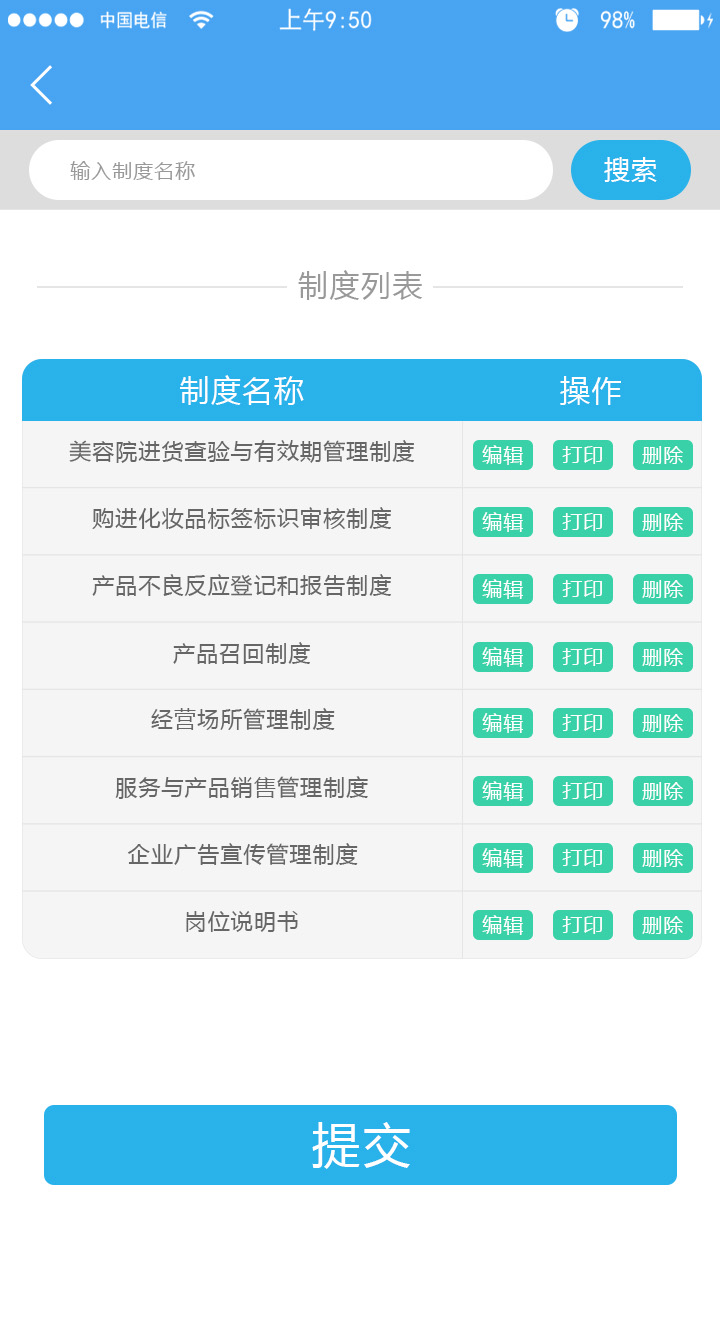 中国电信 上午9:50 98%
输入制度名称 搜索
制度列表
制度名称 操作
美容院进货查验与有效期管理制度 编辑 打印 删除
购进化妆品标签标识审核制度 编辑 打印 删除
产品不良反应登记和报告制度 编辑 打印 删除
产品召回制度 编辑 打印 删除
经营场所管理制度 编辑 打印 删除
服务与产品销售管理制度 编辑 打印 删除
企业广告宣传管理制度 编辑 打印 删除
岗位说明书 编辑 打印 删除
提交